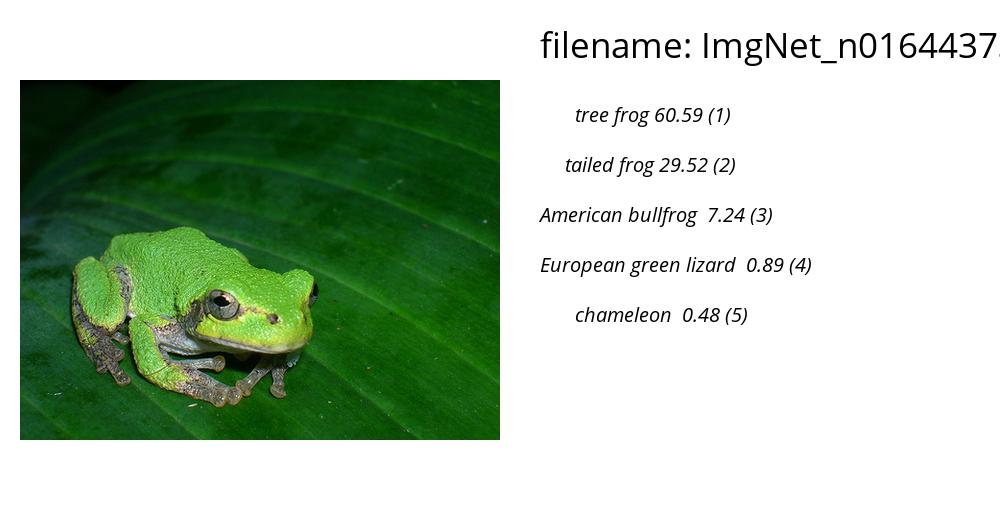 filename: ImgNet_n0164437
tree frog 60.59 (1)
tailed frog 29.52 (2)
American bullfrog 7.24 (3)
European green lizard 0.89 (4)
chameleon 0.48 (5)